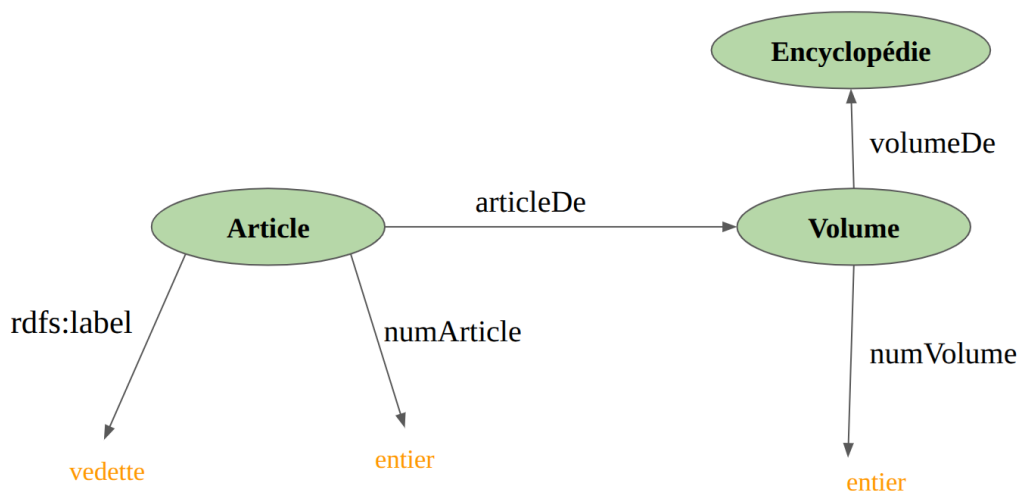 Encyclopédie
volumeDe
articleDe
Article
Volume
rdfs:label
numArticle
numVolume
vedette
entier
entier